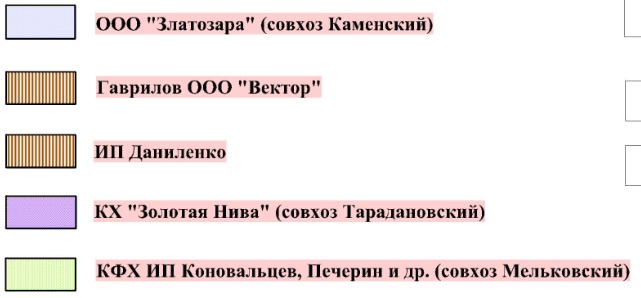 ООО "Златозара" (совхоз Каменский)
Гаврилов ООО "Вектор"
ИП Даниленко
КХ "Золотая Нива" (совхоз Тарадановский)
КФХ ИП Коновальцев, Печерин и др. (совхоз Мельковский)